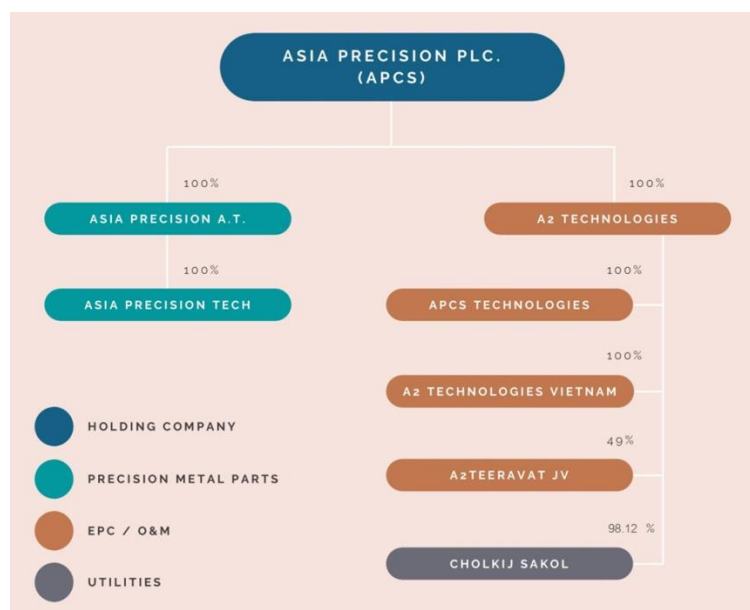 ASIA PRECISION PLC.
(APCS)
100%
100%
ASIA PRECISION A.T.
A2 TECHNOLOGIES
100%
100%
ASIA PRECISION TECH
APCS TECHNOLOGIES
100%
A2 TECHNOLOGIES VIETNAM
49%
A2TEERAVAT JV
98.12 %
CHOLKIJ SAKOL
HOLDING COMPANY
PRECISION METAL PARTS
EPC / O&M
UTILITIES